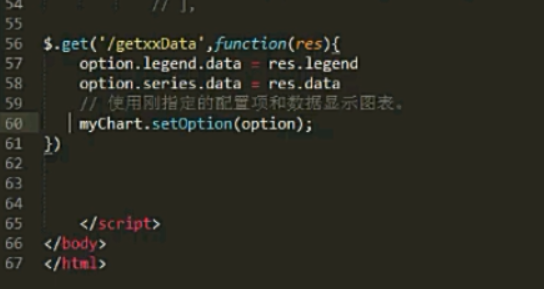 54 // ],
55
56 $.get('/getxxData',function(res){
57 option.legend.data = res.legend
58 option.series.data = res.data
59 // 使用刚指定的配置项和数据显示图表。
60 myChart.setOption(option);
61 })
62
63
64
65 </script>
66 </body>
67 </html>